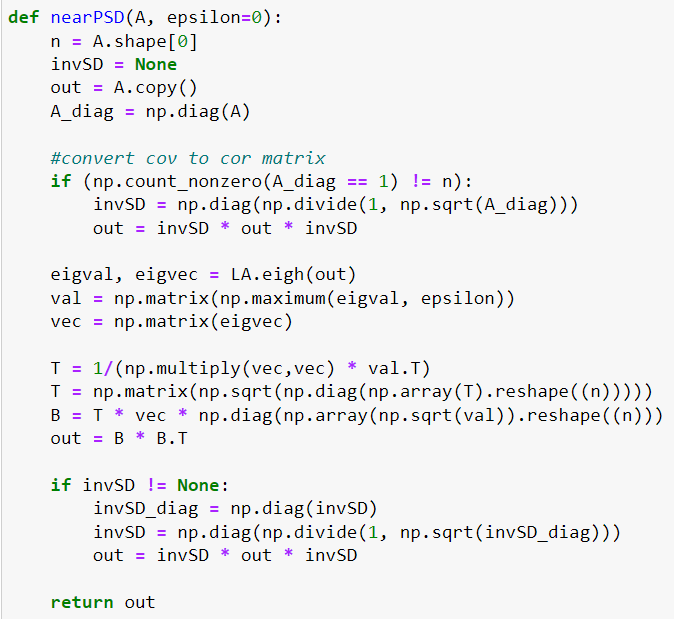 def nearPSD(A, epsilon=0):
    n = A.shape[0]
    invSD = None
    out = A.copy()
    A_diag = np.diag(A)

    #convert cov to cor matrix
    if (np.count_nonzero(A_diag == 1) != n):
        invSD = np.diag(np.divide(1, np.sqrt(A_diag)))
        out = invSD * out * invSD

    eigval, eigvec = LA.eigh(out)
    val = np.matrix(np.maximum(eigval, epsilon))
    vec = np.matrix(eigvec)

    T = 1/(np.multiply(vec,vec) * val.T)
    T = np.matrix(np.sqrt(np.diag(np.array(T).reshape((n)))))
    B = T * vec * np.diag(np.array(np.sqrt(val)).reshape((n)))
    out = B * B.T

    if invSD != None:
        invSD_diag = np.diag(invSD)
        invSD = np.diag(np.divide(1, np.sqrt(invSD_diag)))
        out = invSD * out * invSD

    return out